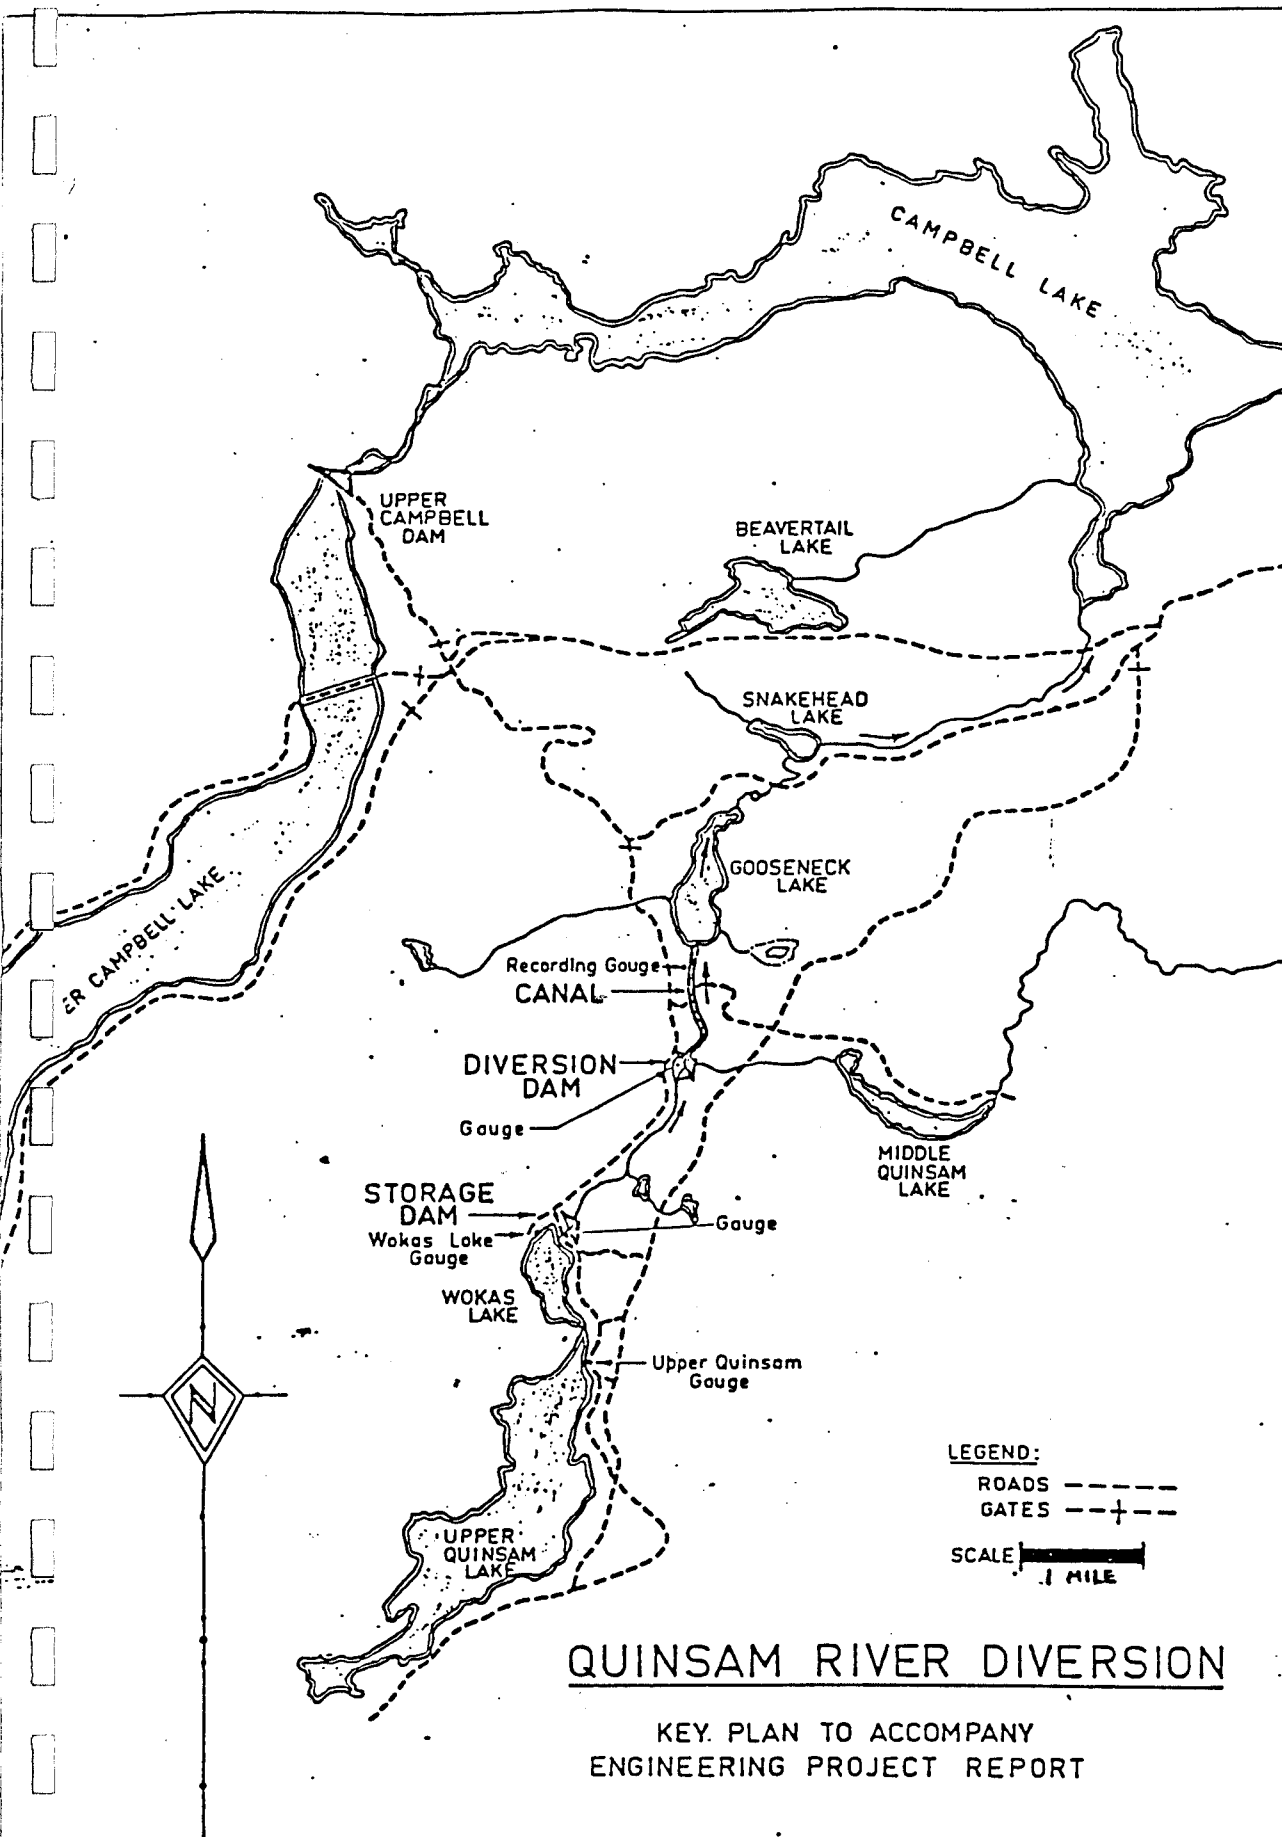 CAMPBELL LAKE
UPPER
CAMPBELL
DAM
BEAVERTAIL
LAKE
SNAKEHEAD
LAKE
GOOSENECK
LAKE
ER CAMPBELL LAKE
Recording Gouge
CANAL
DIVERSION
DAM
Gauge
MIDDLE
QUINSAM
LAKE
STORAGE
DAM
Wokas Lake
Gauge
Gauge
WOKAS
LAKE
Upper Quinsam
Gauge
N
LEGEND:
ROADS
GATES
SCALE
1 MILE
UPPER
QUINSAM
LAKE
QUINSAM RIVER DIVERSION
KEY. PLAN TO ACCOMPANY
ENGINEERING PROJECT REPORT